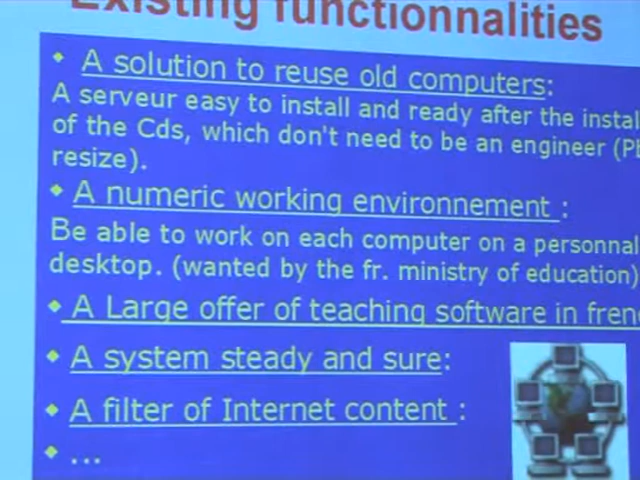 Existing functionnalities
A solution to reuse old computers:
A serveur easy to install and ready after the instal
of the Cds, which don't need to be an engineer (
resize).
A numeric working environnement :
Be able to work on each computer on a personnal
desktop. (wanted by the fr. ministry of education)
A Large offer of teaching software in fren
A system steady and sure:
A filter of Internet content :
...